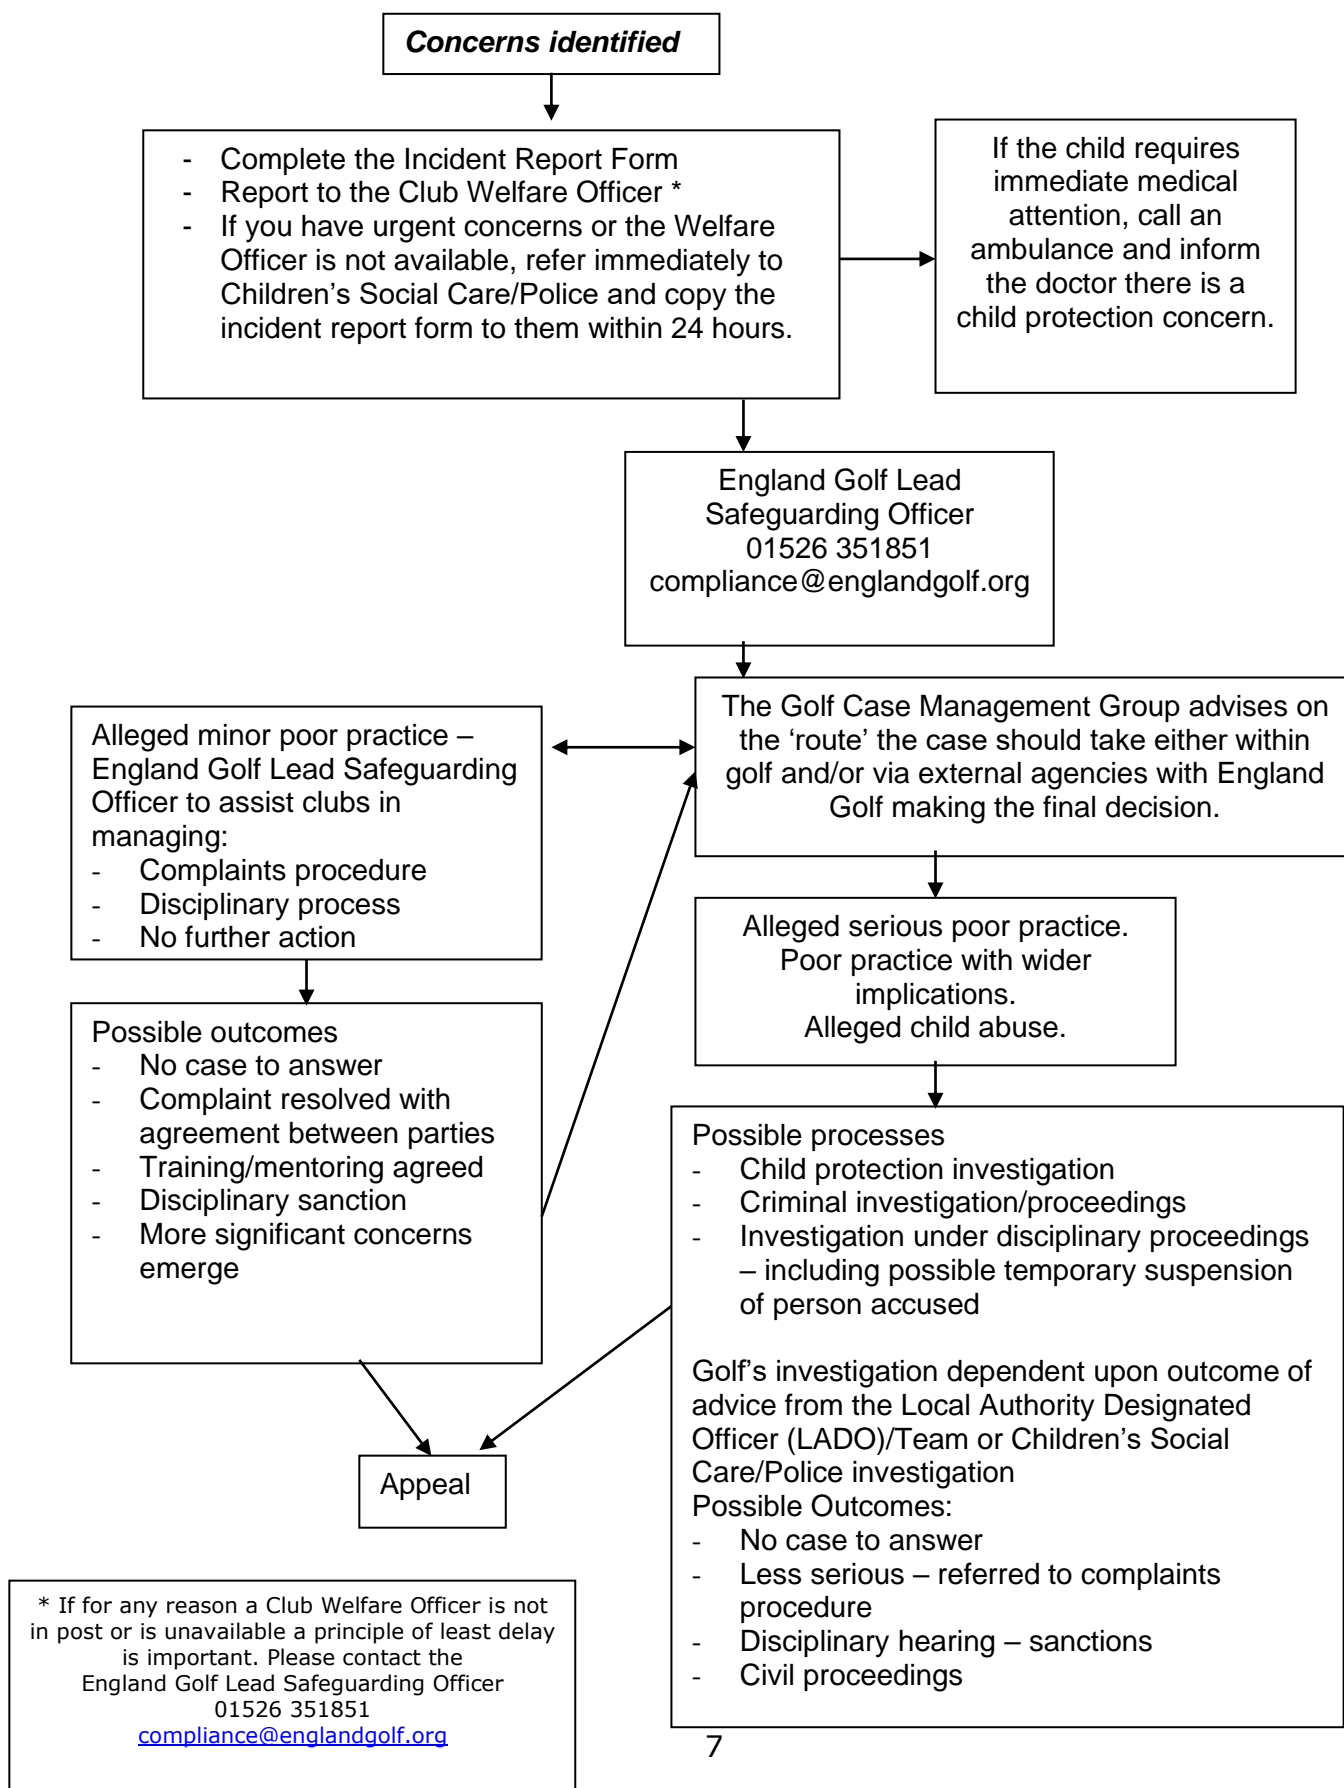 Concerns identified
- Complete the Incident Report Form
- Report to the Club Welfare Officer *
- If you have urgent concerns or the Welfare
Officer is not available, refer immediately to
Children's Social Care/Police and copy the
incident report form to them within 24 hours.
If the child requires
immediate medical
attention, call an
ambulance and inform
the doctor there is a
child protection concern.
England Golf Lead
Safeguarding Officer
01526 351851
compliance@englandgolf.org
The Golf Case Management Group advises on
the ‘route’ the case should take either within
golf and/or via external agencies with England
Golf making the final decision.
Alleged minor poor practice –
England Golf Lead Safeguarding
Officer to assist clubs in
managing:
- Complaints procedure
- Disciplinary process
- No further action
Alleged serious poor practice.
Poor practice with wider
implications.
Alleged child abuse.
Possible outcomes
- No case to answer
- Complaint resolved with
agreement between parties
- Training/mentoring agreed
- Disciplinary sanction
- More significant concerns
emerge
Possible processes
- Child protection investigation
- Criminal investigation/proceedings
- Investigation under disciplinary proceedings
– including possible temporary suspension
of person accused
Golf's investigation dependent upon outcome of
advice from the Local Authority Designated
Officer (LADO)/Team or Children's Social
Care/Police investigation
Possible Outcomes:
- No case to answer
- Less serious – referred to complaints
procedure
- Disciplinary hearing – sanctions
- Civil proceedings
Appeal
* If for any reason a Club Welfare Officer is not
in post or is unavailable a principle of least delay
is important. Please contact the
England Golf Lead Safeguarding Officer
01526 351851
compliance@englandgolf.org
7